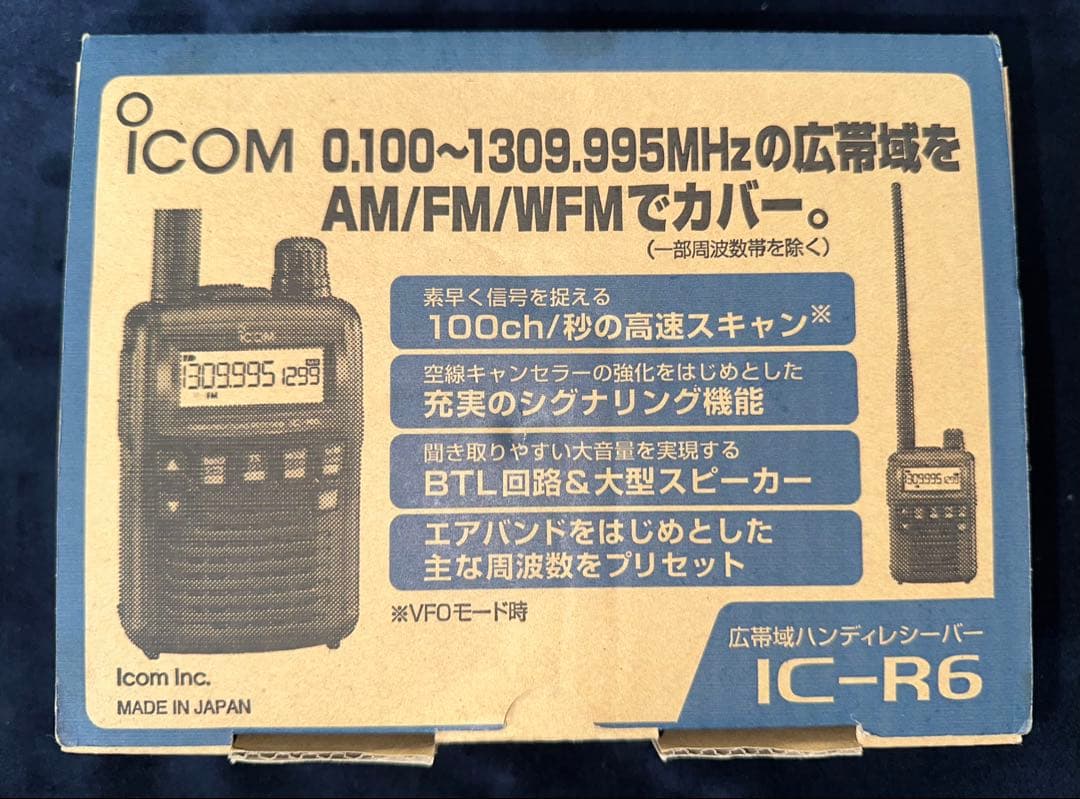 iCOM
0.100～1309.995MHzの広帯域を
AM/FM/WFMでカバー。
(一部周波数帯を除く)
素早く信号を捉える
100ch/秒の高速スキャン※
空線キャンセラーの強化をはじめとした
充実のシグナリング機能
聞き取りやすい大音量を実現する
BTL回路＆大型スピーカー
エアバンドをはじめとした
主な周波数をプリセット
※VFOモード時
iCOM
1309.995 1299
FM
Icom Inc.
MADE IN JAPAN
広帯域ハンディレシーバー
IC-R6